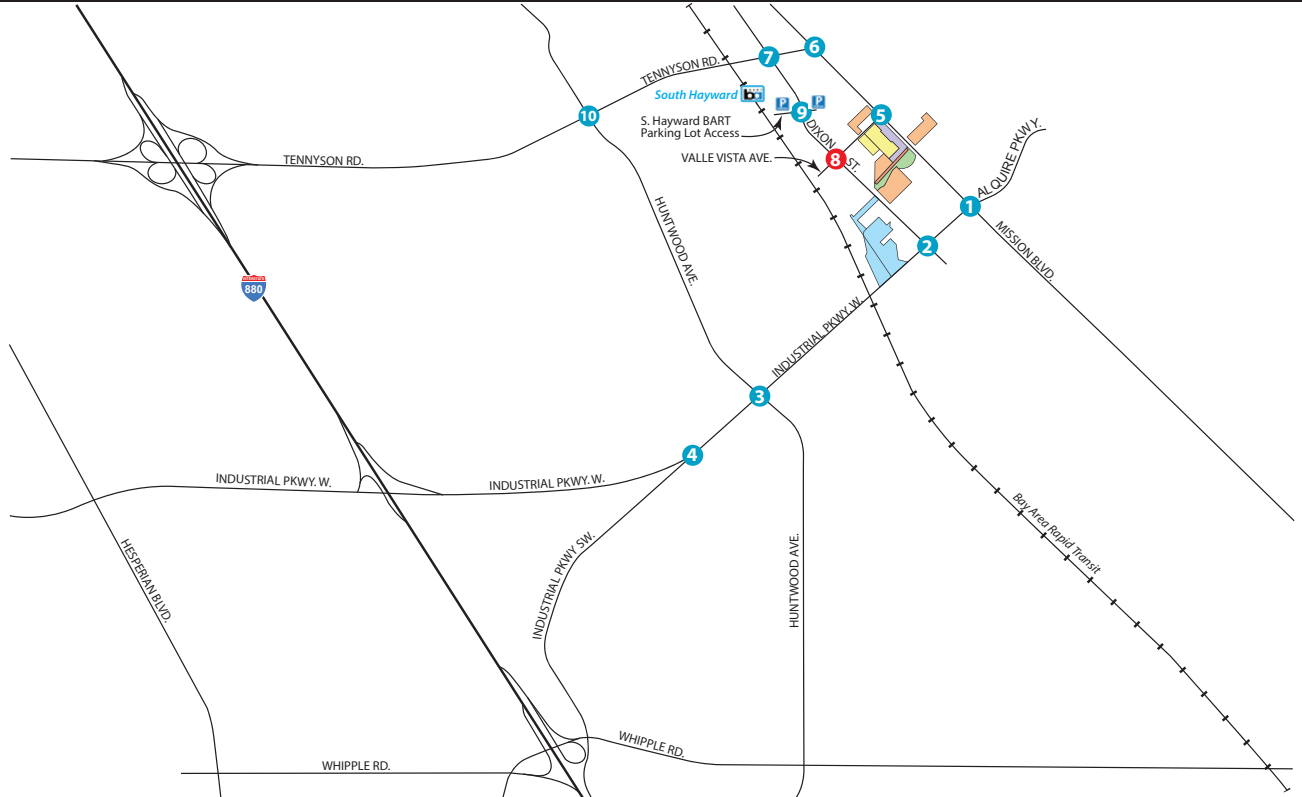 6
7
TENNYSON RD.
South Hayward
ba
P
P
9
5
10
S. Hayward BART
Parking Lot Access
DIXON ST.
ALQUIRE PKWY.
VALLE VISTA AVE.
8
TENNYSON RD.
1
HUNTWOOD AVE.
2
MISSION BLVD.
880
INDUSTRIAL PKWY. W.
3
4
INDUSTRIAL PKWY. W.
INDUSTRIAL PKWY. W.
Bay Area Rapid Transit
HESPERIAN BLVD.
INDUSTRIAL PKWY SW.
HUNTWOOD AVE.
WHIPPLE RD.
WHIPPLE RD.